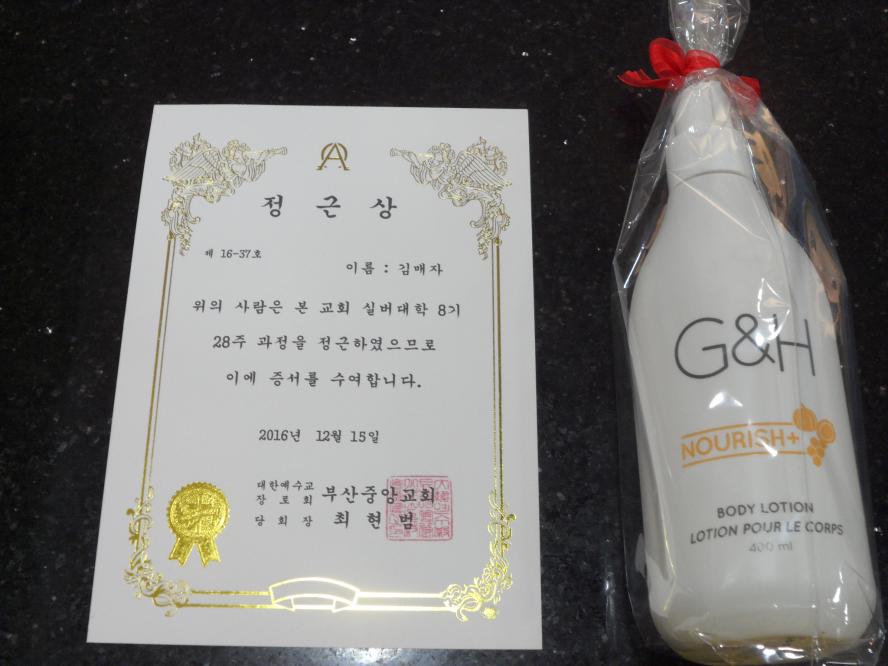 정근상
제 16-37호
이름 : 김매자
위의 사람은 본 교회 실버대학 8기
28주 과정을 정근하였으므로
이에 증서를 수여합니다.
2016년 12월 15일
대한예수교
장로회 부산중앙교회
당회장 최현범
G&H
NOURISH+
BODY LOTION
LOTION POUR LE CORPS
400 ml